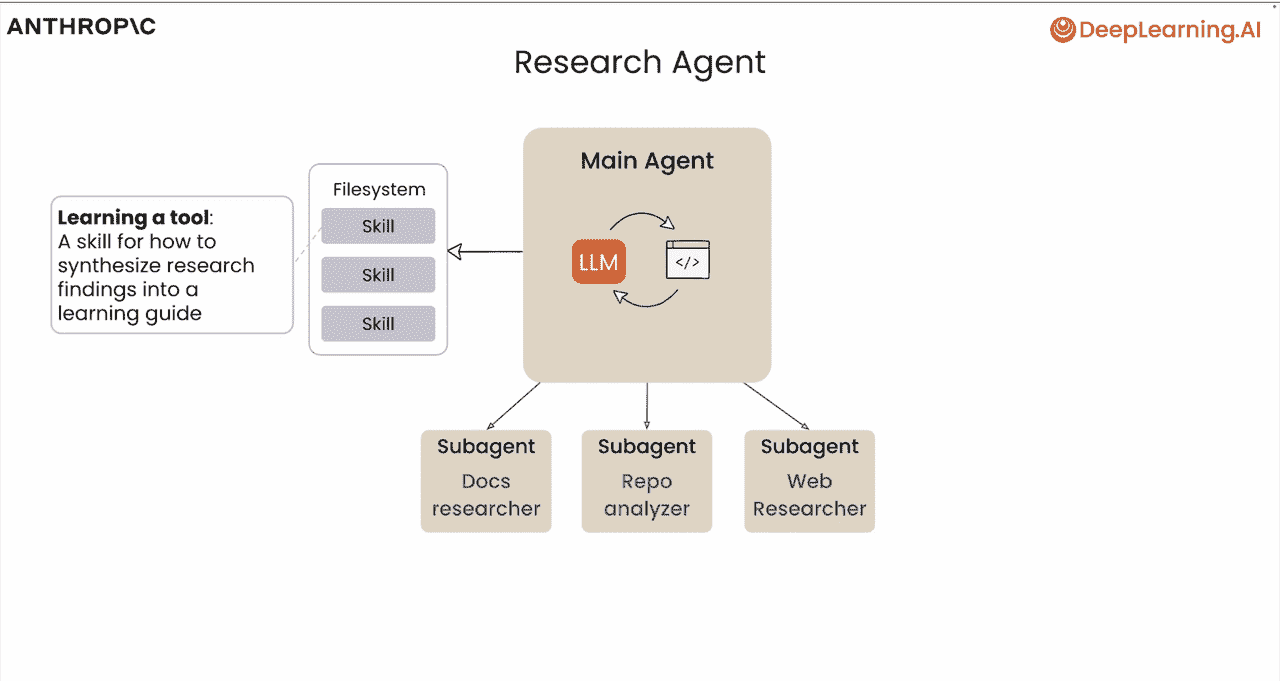 ANTHROP\C
DeepLearning.AI
Research Agent
Main Agent
LLM
</>
Filesystem
Skill
Skill
Skill
Learning a tool:
A skill for how to
synthesize research
findings into a
learning guide
Subagent
Docs
researcher
Subagent
Repo
analyzer
Subagent
Web
Researcher